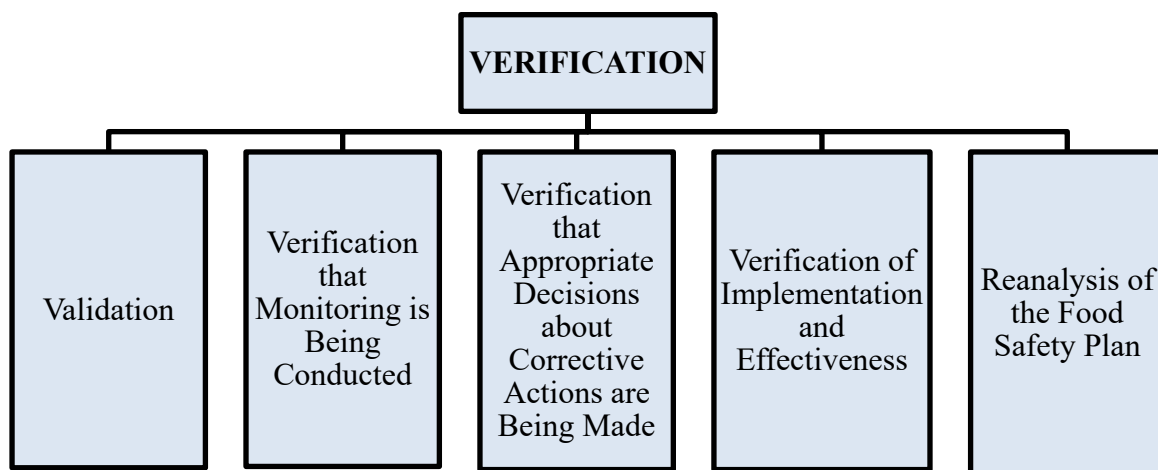 VERIFICATION
Validation
Verification
that
Monitoring is
Being
Conducted
Verification
that
Appropriate
Decisions
about
Corrective
Actions are
Being Made
Verification of
Implementation
and
Effectiveness
Reanalysis of
the Food
Safety Plan